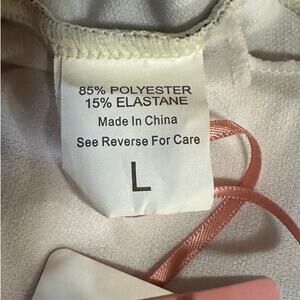 85% POLYESTER
15% ELASTANE
Made In China
See Reverse For Care
L